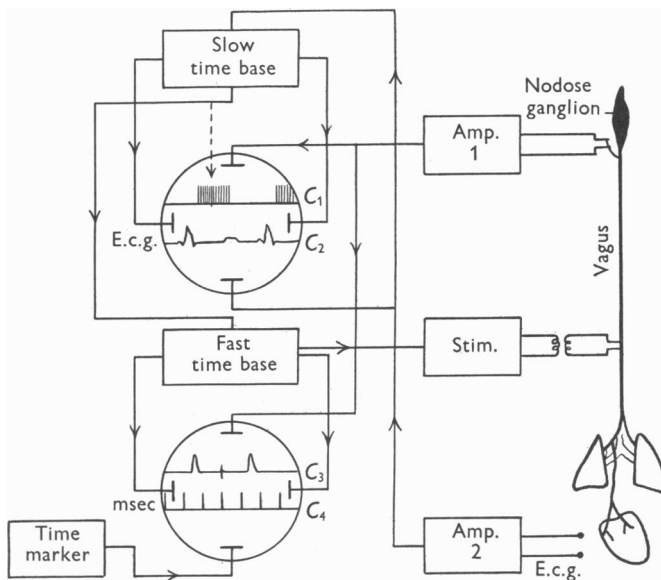 Slow
time base
Nodose
ganglion
Amp.
1
C₁
E.c.g.
C₂
Vagus
Fast
time base
Stim.
C₃
msec
C₄
Time
marker
Amp.
2
E.c.g.